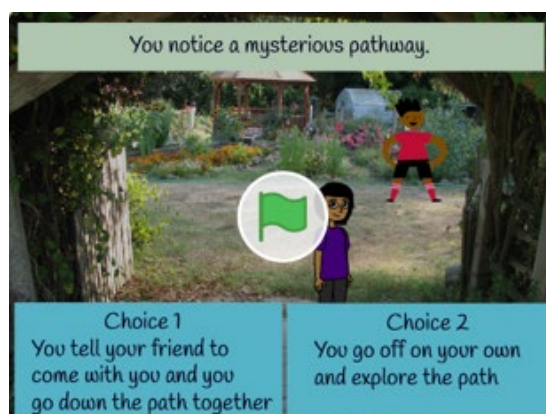 You notice a mysterious pathway.
Choice 1
You tell your friend to
come with you and you
go down the path together
Choice 2
You go off on your own
and explore the path